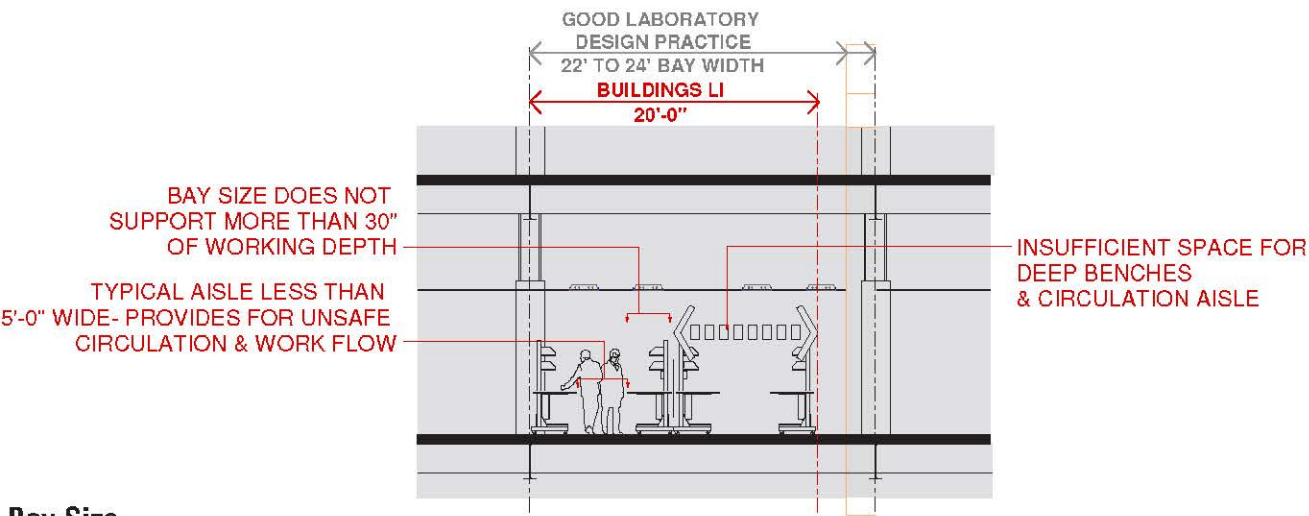 GOOD LABORATORY
DESIGN PRACTICE
22' TO 24' BAY WIDTH
BUILDINGS LI
20'-0"
BAY SIZE DOES NOT
SUPPORT MORE THAN 30"
OF WORKING DEPTH
TYPICAL AISLE LESS THAN
5'-0" WIDE- PROVIDES FOR UNSAFE
CIRCULATION & WORK FLOW
INSUFFICIENT SPACE FOR
DEEP BENCHES
& CIRCULATION AISLE
Bay Size